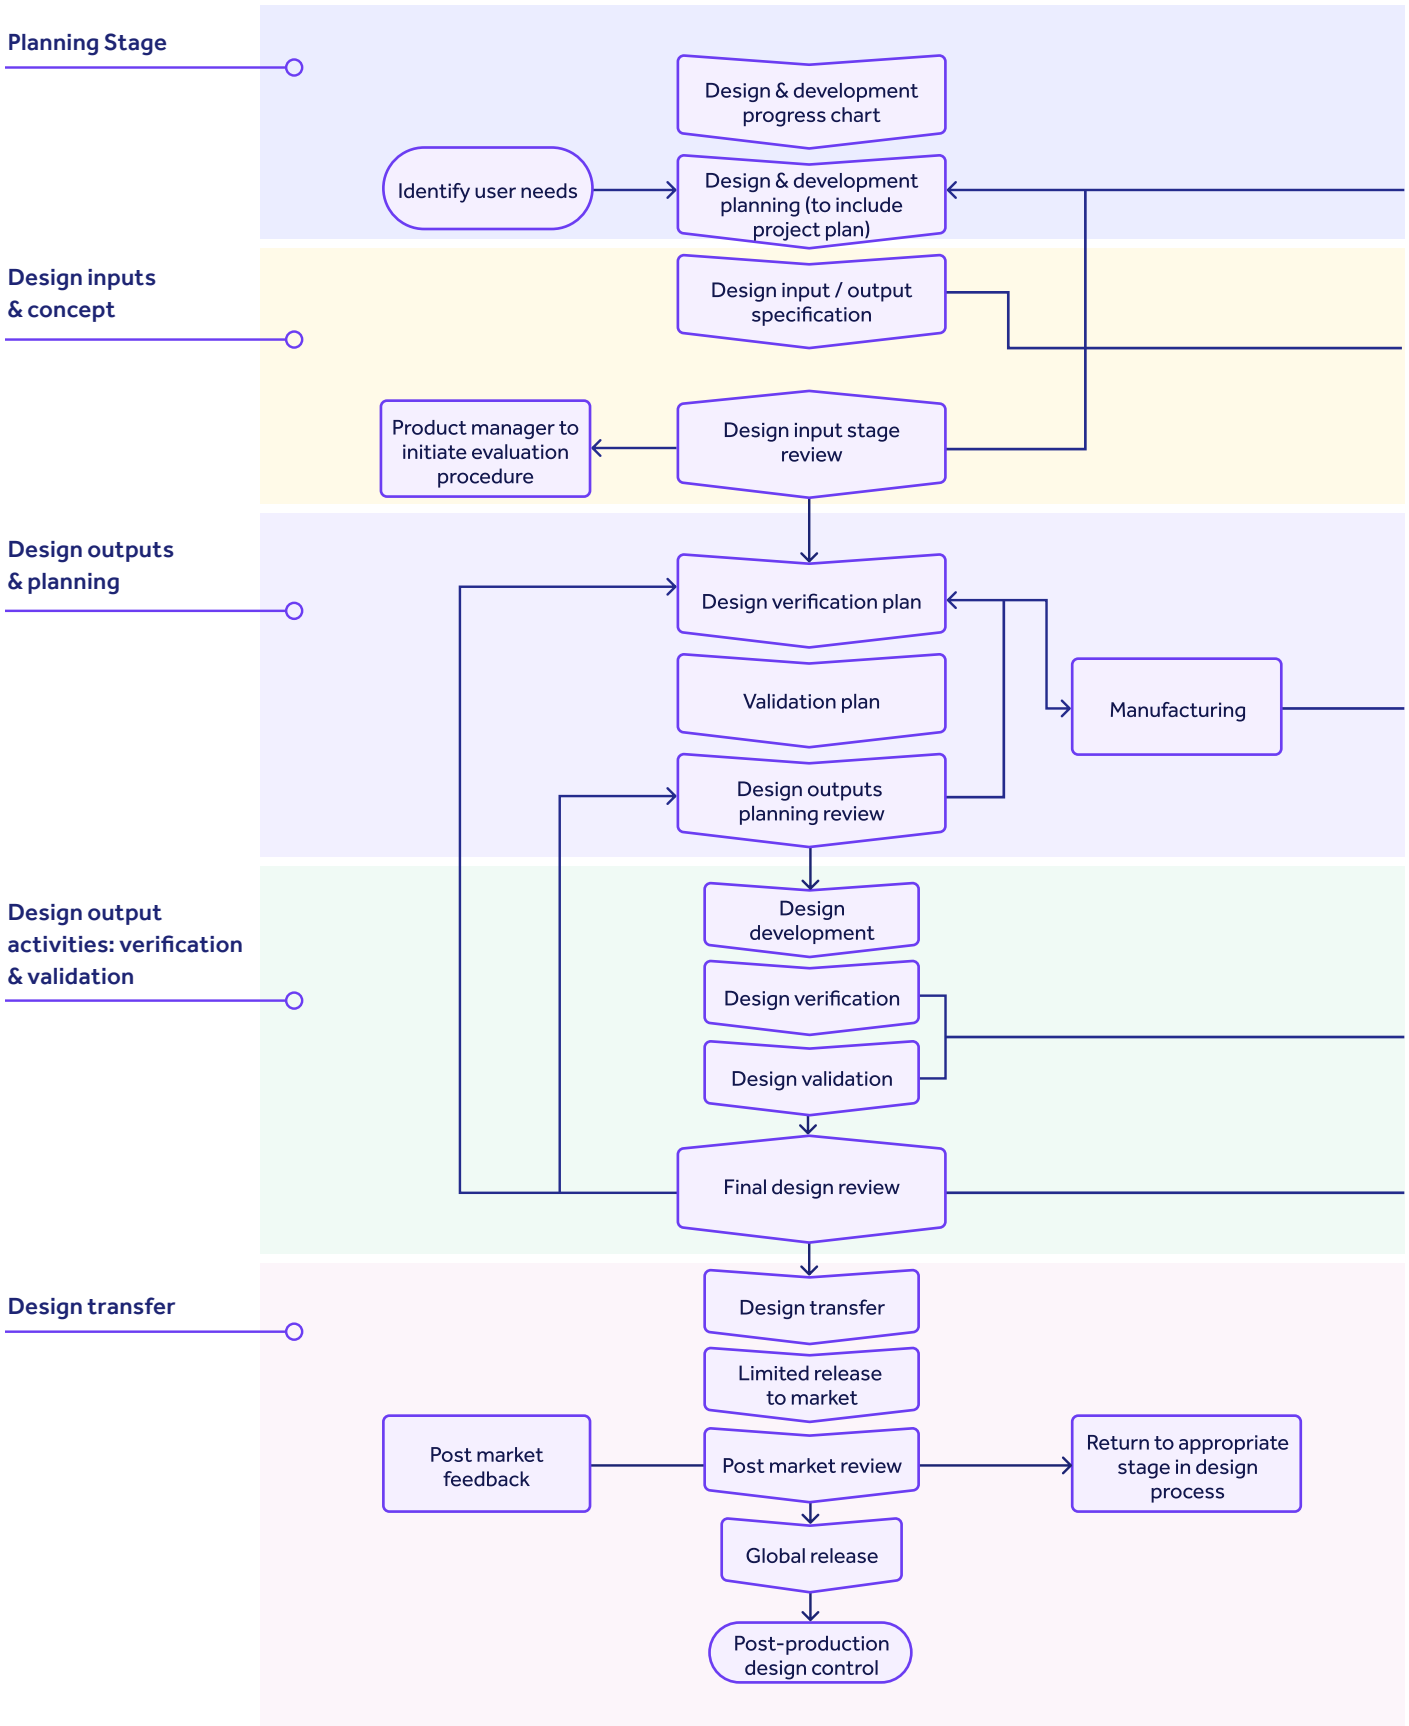 Planning Stage
Design & development
progress chart
Identify user needs
Design & development
planning (to include
project plan)
Design inputs
& concept
Design input / output
specification
Product manager to
initiate evaluation
procedure
Design input stage
review
Design outputs
& planning
Design verification plan
Validation plan
Manufacturing
Design outputs
planning review
Design output
activities: verification
& validation
Design
development
Design verification
Design validation
Final design review
Design transfer
Design transfer
Limited release
to market
Post market
feedback
Post market review
Return to appropriate
stage in design
process
Global release
Post-production
design control